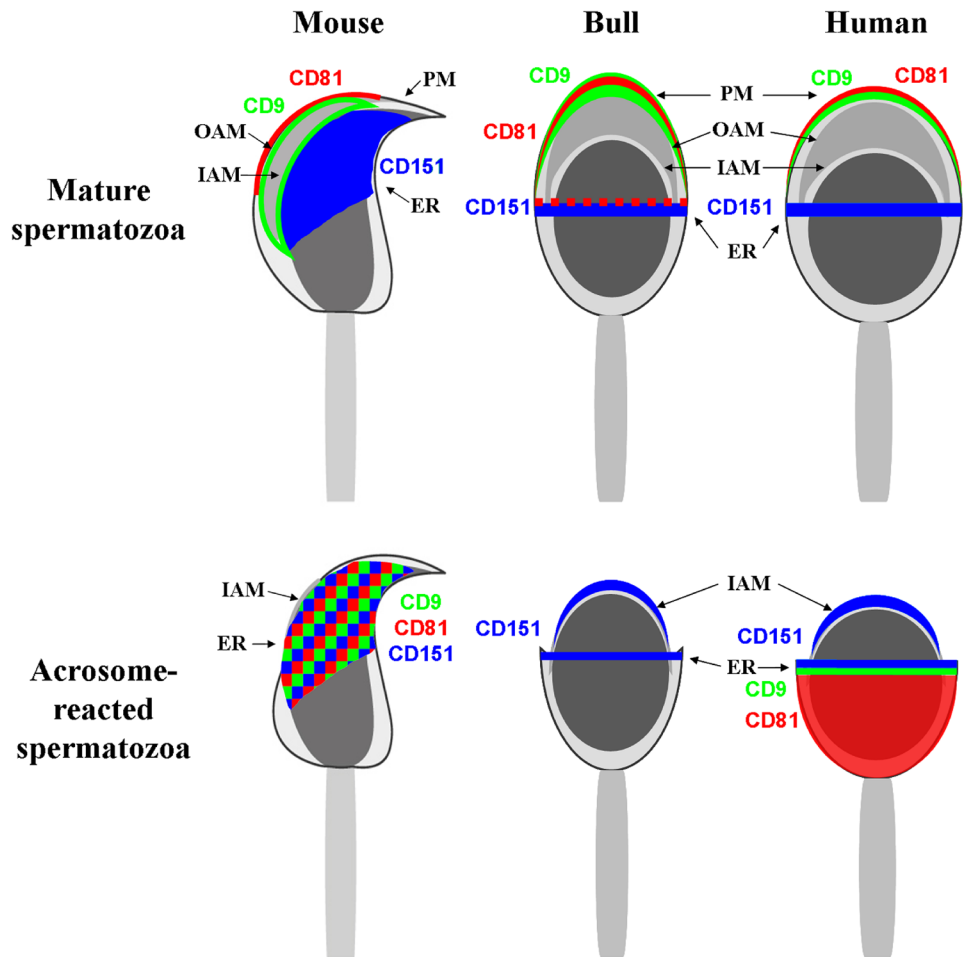 Mouse
Bull
Human
Mature
spermatozoa
CD81
CD9
PM
OAM
IAM
CD151
ER
CD9
CD81
CD151
PM
OAM
IAM
ER
CD9
CD81
CD151
Acrosome-
reacted
spermatozoa
IAM
ER
CD9
CD81
CD151
CD151
IAM
ER
CD151
CD9
CD81